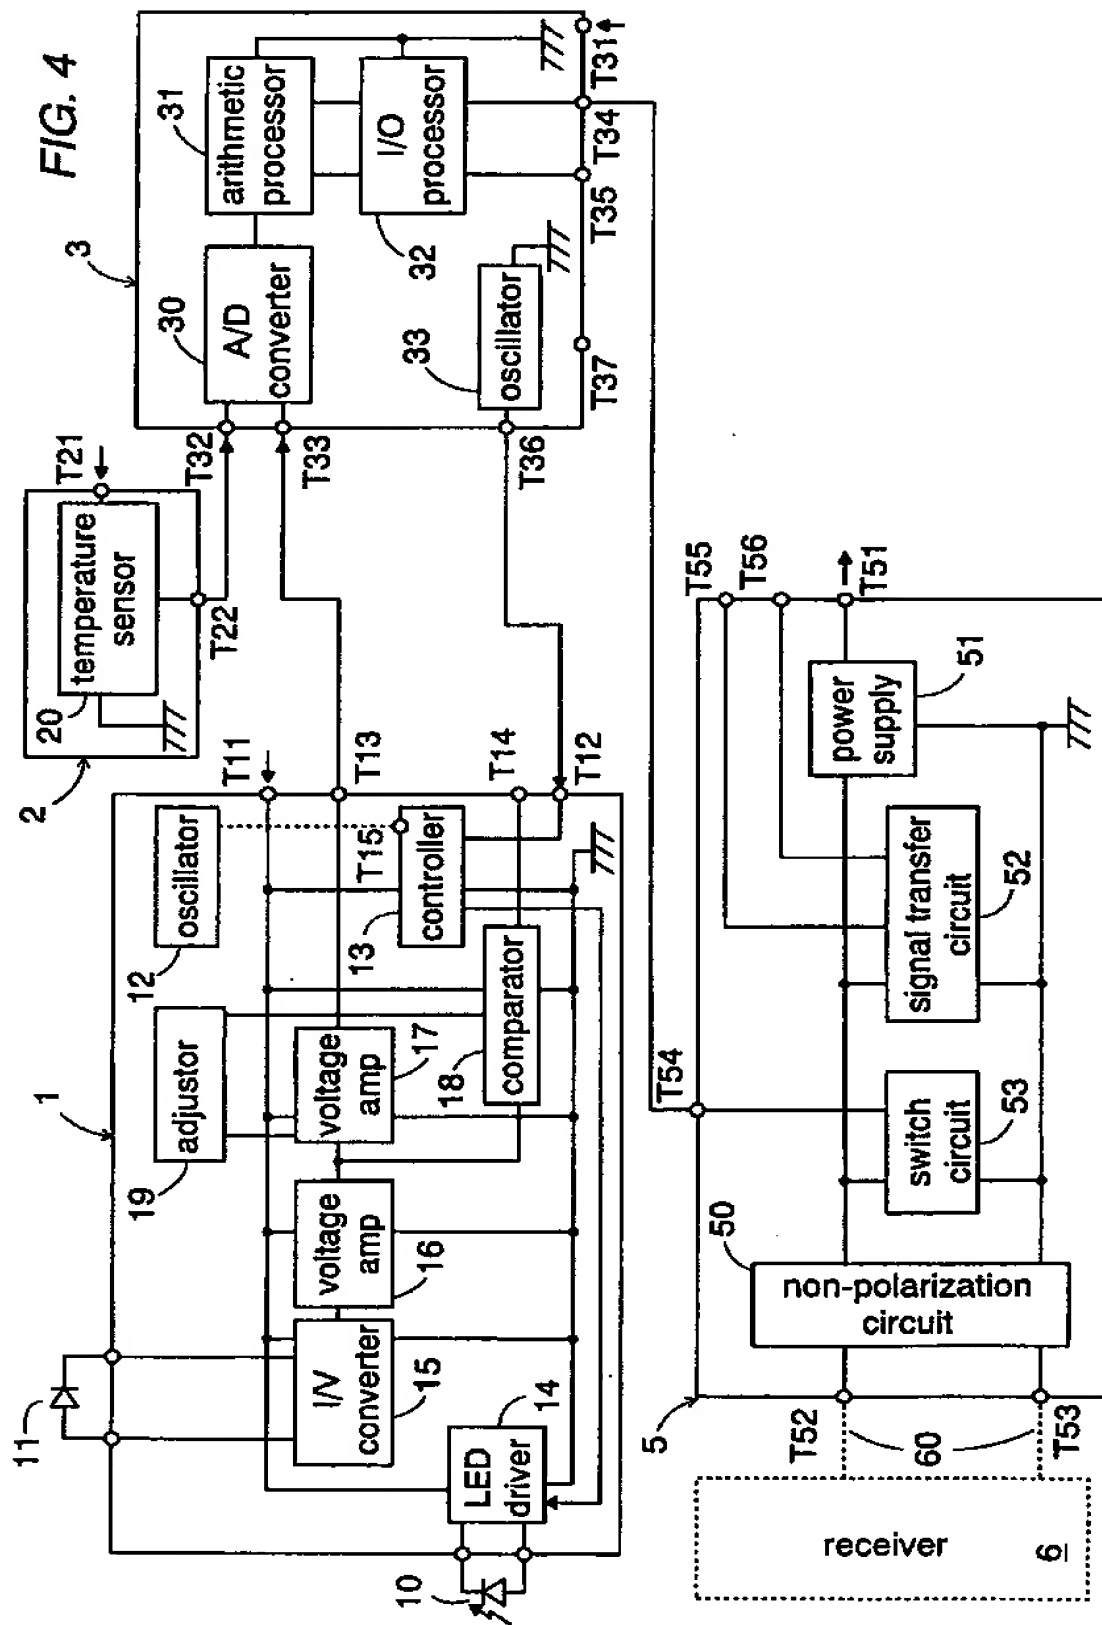 FIG. 4
1
11
10
19
adjustor
12
oscillator
I/V
converter
15
voltage
amp
16
voltage
amp
17
T15
controller
13
comparator
18
LED
driver
14
T11
T13
T14
T12
2
20
temperature
sensor
T21
T22
3
30
A/D
converter
31
arithmetic
processor
I/O
processor
32
33
oscillator
T32
T33
T36
T37
T35
T34
T31
5
T54
T55
T56
T51
50
non-polarization
circuit
switch
circuit
53
signal transfer
circuit
52
power
supply
51
T52
T53
60
receiver
6